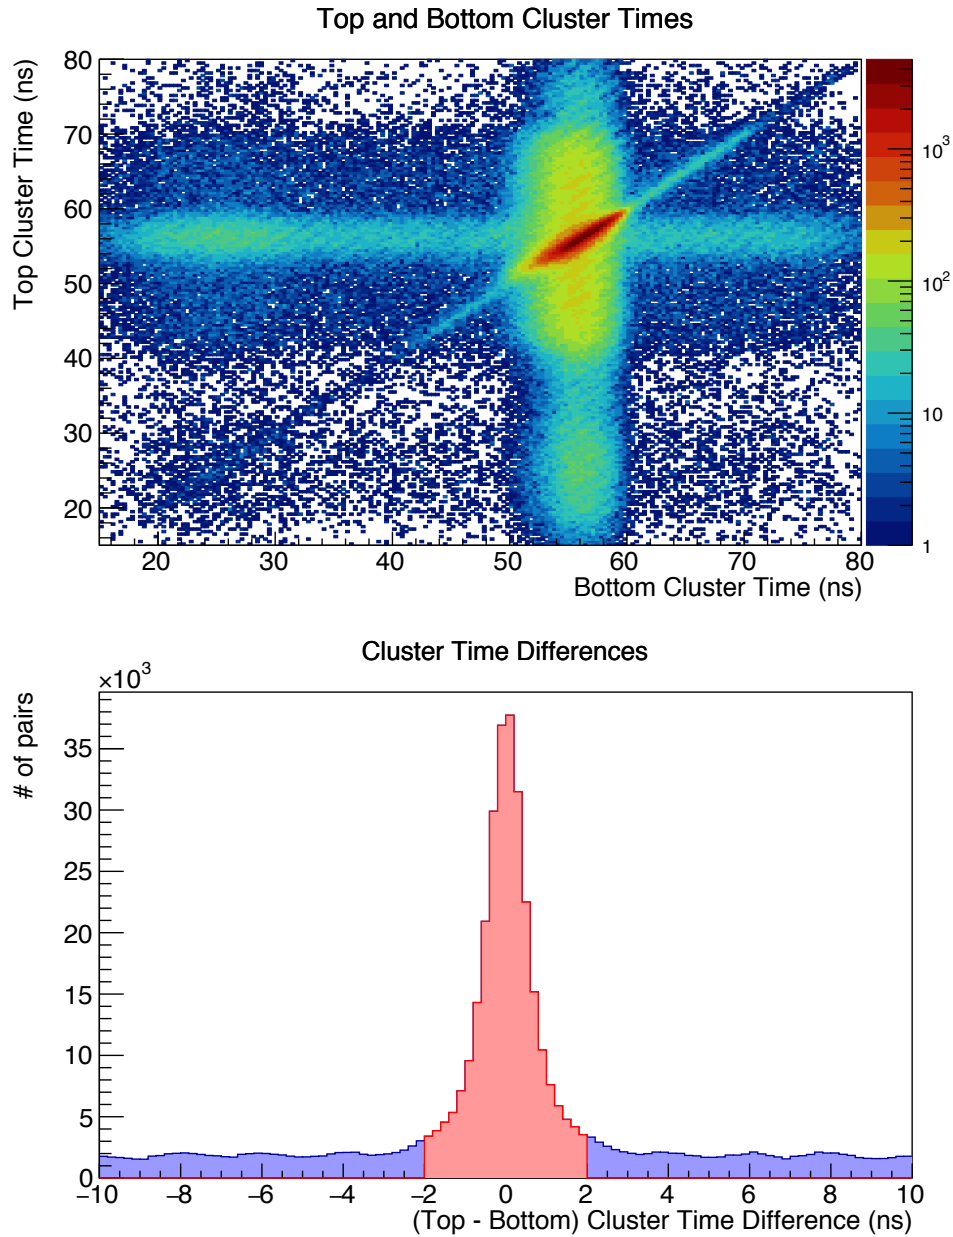 Top and Bottom Cluster Times
Top Cluster Time (ns)
80
70
60
50
40
30
20
20 30 40 50 60 70 80
Bottom Cluster Time (ns)
10³
10²
10
1
Cluster Time Differences
×10³
# of pairs
35
30
25
20
15
10
5
0
−10 −8 −6 −4 −2 0 2 4 6 8 10
(Top - Bottom) Cluster Time Difference (ns)